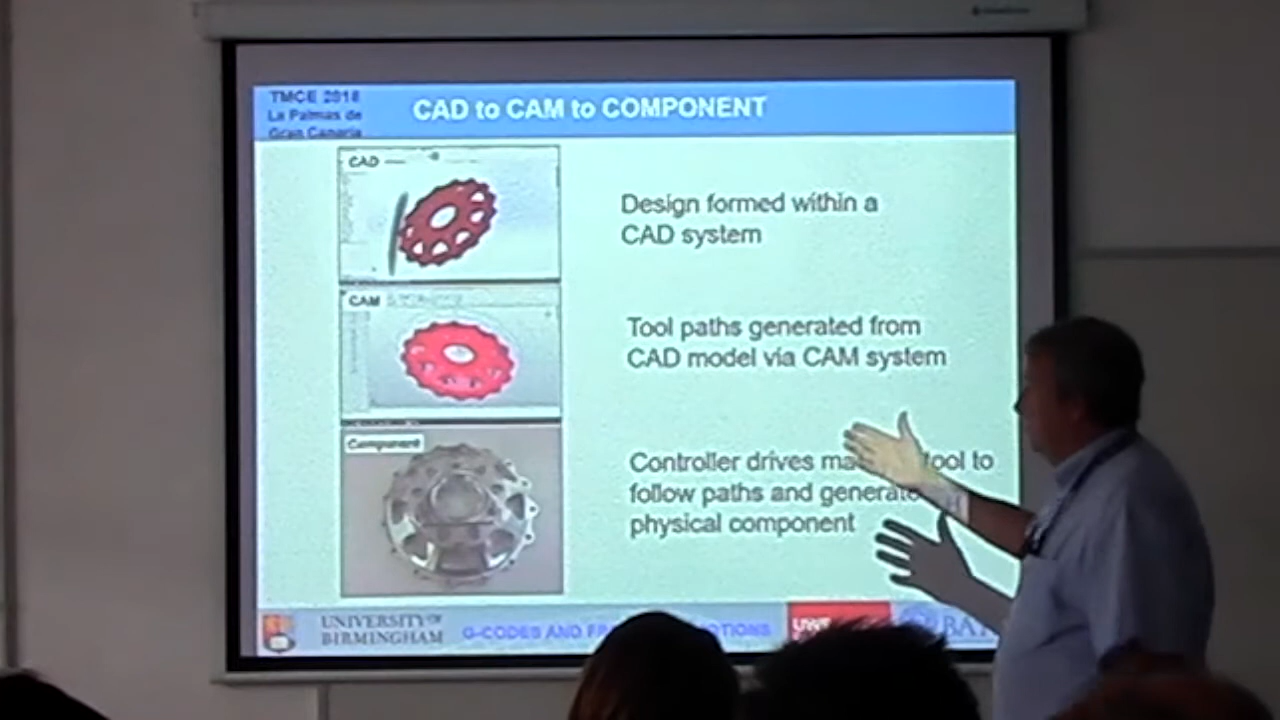 TMCE 2018
La Palmas de
Gran Canaria
CAD to CAM to COMPONENT
CAD
Design formed within a
CAD system
CAM
Tool paths generated from
CAD model via CAM system
Component
Controller drives tool to
follow paths and generate
physical component
UNIVERSITY OF
BIRMINGHAM
G-CODES AND
UWE
BAT